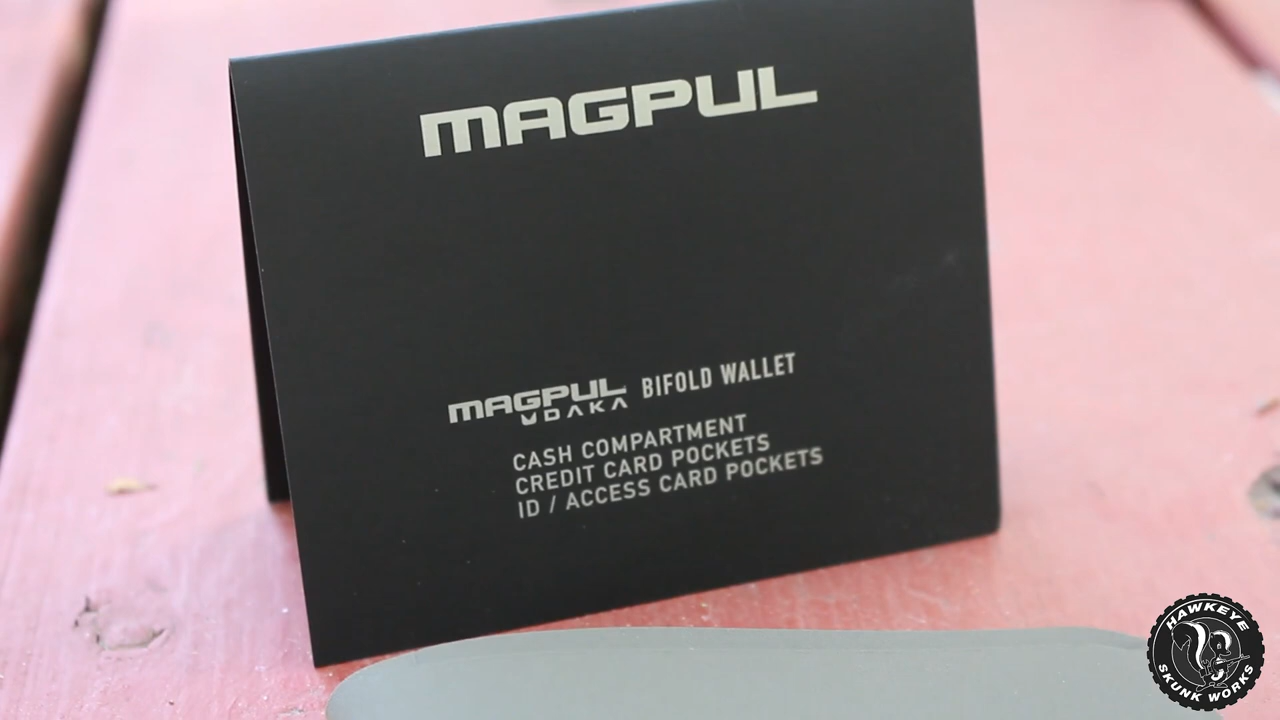 MAGPUL
MAGPUL DAKA BIFOLD WALLET
CASH COMPARTMENT
CREDIT CARD POCKETS
ID / ACCESS CARD POCKETS
HAWKEYE
SKUNK WORKS